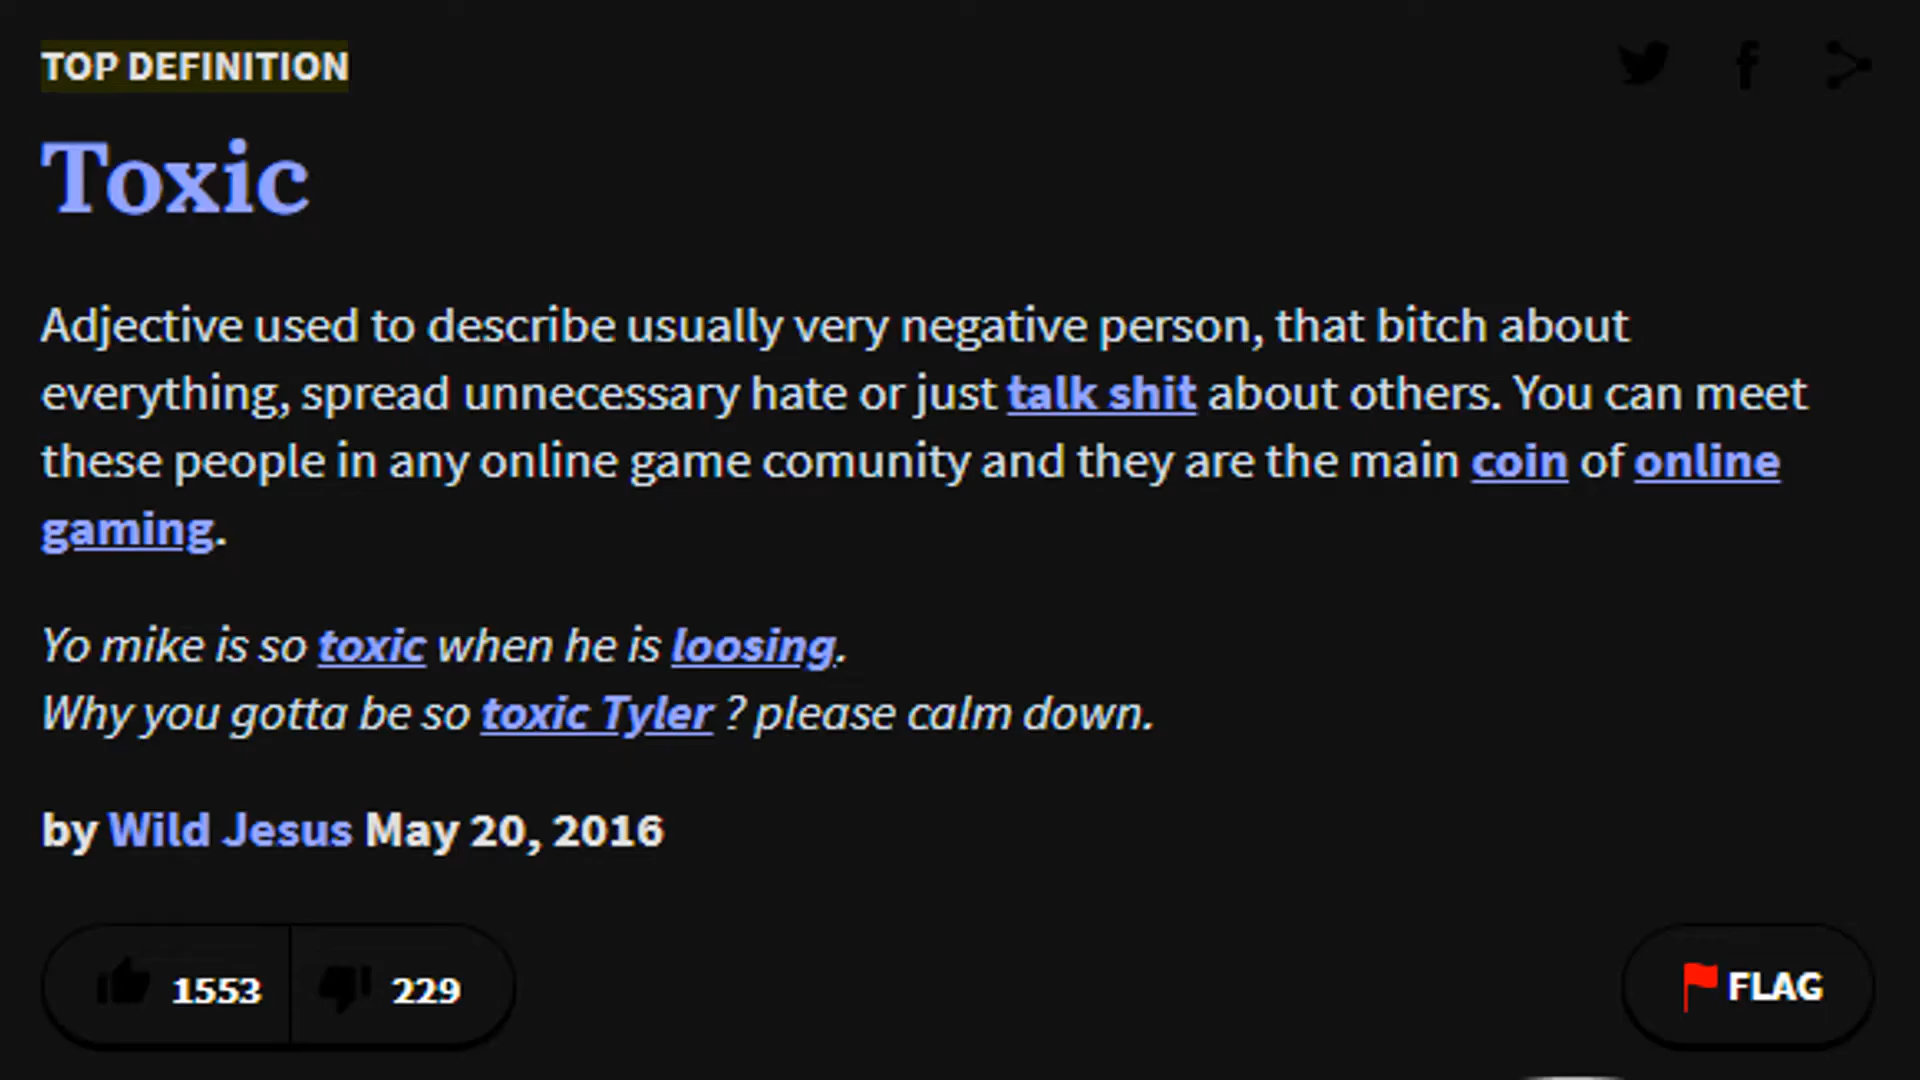 TOP DEFINITION
Toxic
Adjective used to describe usually very negative person, that bitch about
everything, spread unnecessary hate or just talk shit about others. You can meet
these people in any online game comunity and they are the main coin of online
gaming.
Yo mike is so toxic when he is loosing.
Why you gotta be so toxic Tyler ? please calm down.
by Wild Jesus May 20, 2016
1553 229 FLAG